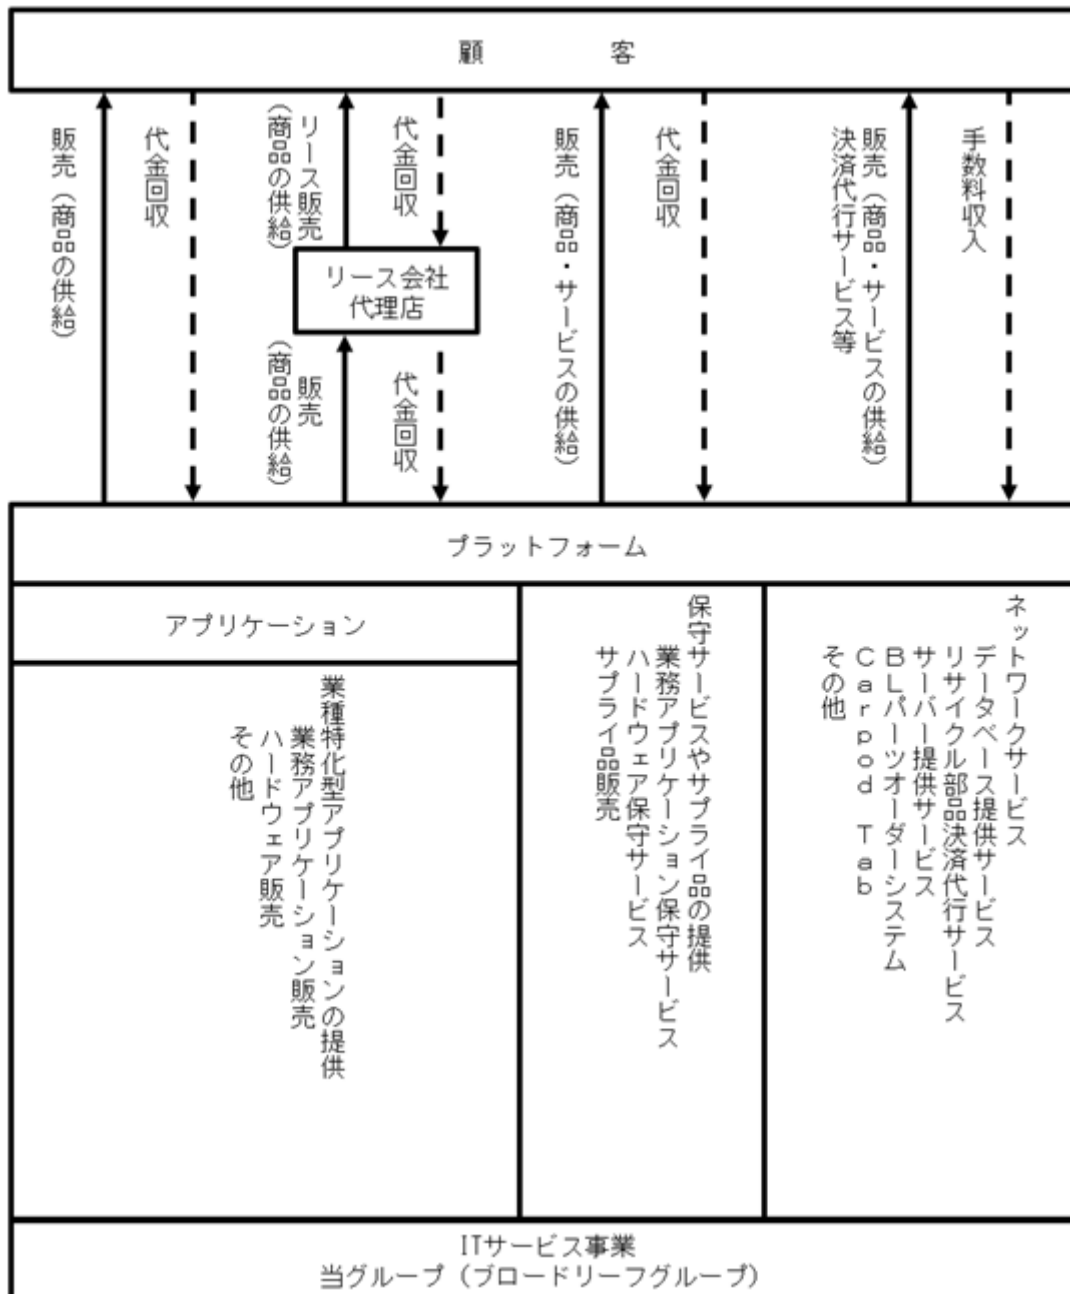 顧　　客
販売（商品の供給）
代金回収
リース販売
（商品の供給）
代金回収
リース会社
代理店
販売
（商品の供給）
代金回収
販売（商品・サービスの供給）
代金回収
販売（商品・サービスの供給）
決済代行サービス等
手数料収入
プラットフォーム
アプリケーション
業種特化型アプリケーションの提供
業務アプリケーション販売
ハードウェア販売
その他
保守サービスやサプライ品の提供
業務アプリケーション保守サービス
ハードウェア保守サービス
サプライ品販売
ネットワークサービス
データベース提供サービス
リサイクル部品決済代行サービス
サーバー提供サービス
ＢＬパーツオーダーシステム
Ｃａｒｐｏｄ　Ｔａｂ
その他
ITサービス事業
当グループ（ブロードリーフグループ）